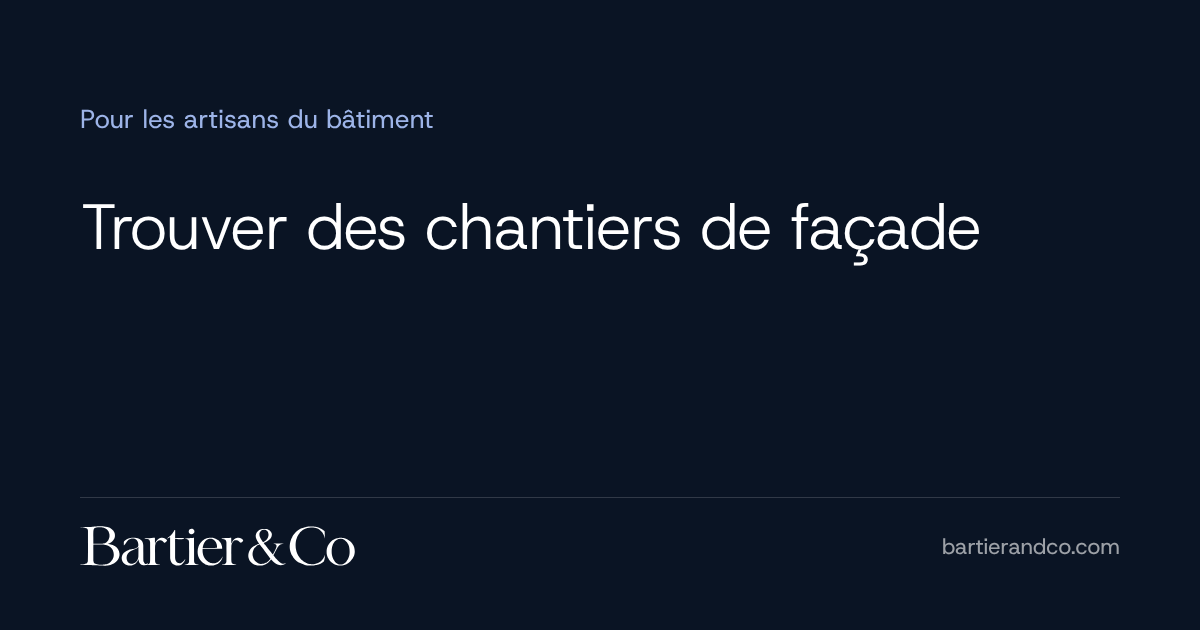 Pour les artisans du bâtiment
Trouver des chantiers de façade
Bartier & Co
bartierandco.com